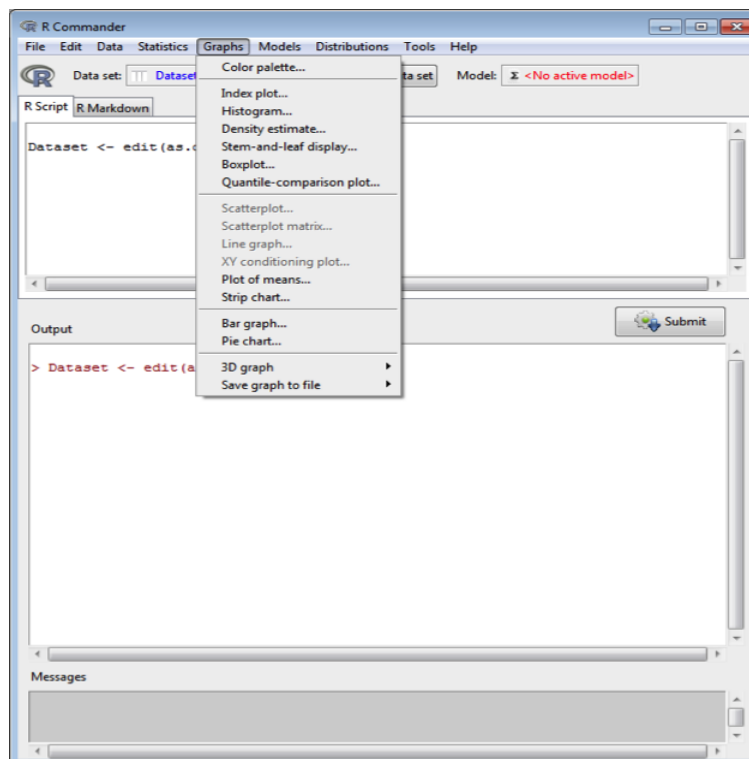 R Commander
File Edit Data Statistics Graphs Models Distributions Tools Help
R Data set: Dataset ta set Model: Σ <No active model>
R Script R Markdown
Color palette...
Index plot...
Histogram...
Density estimate...
Stem-and-leaf display...
Boxplot...
Quantile-comparison plot...
Scatterplot...
Scatterplot matrix...
Line graph...
XY conditioning plot...
Plot of means...
Strip chart...
Bar graph...
Pie chart...
3D graph
Save graph to file
Dataset <- edit(as.
Submit
Output
> Dataset <- edit(a
Messages